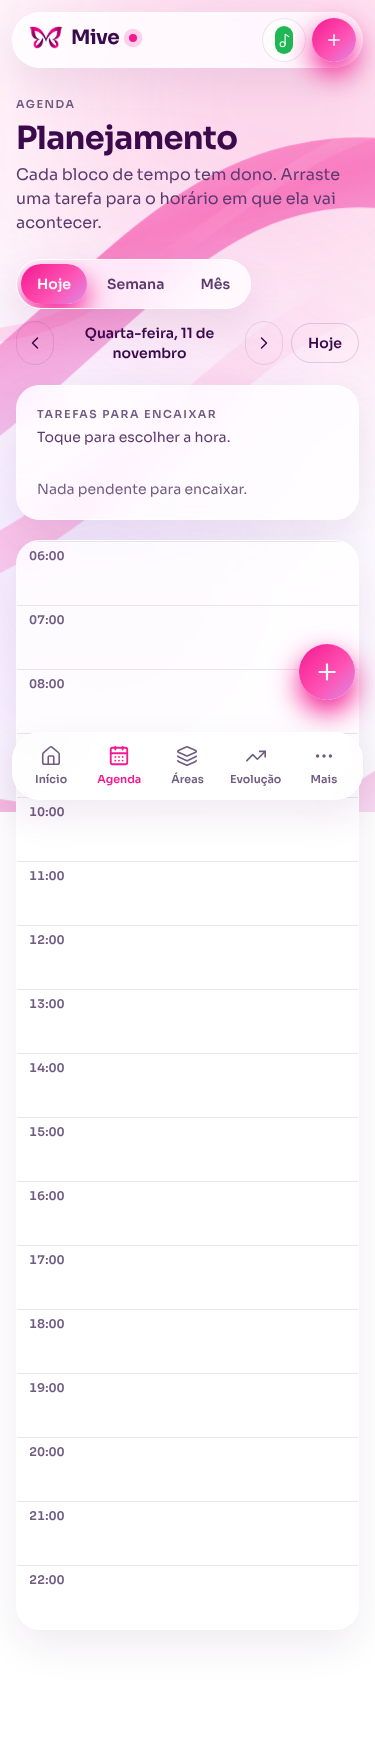 Mive
AGENDA
Planejamento
Cada bloco de tempo tem dono. Arraste
uma tarefa para o horário em que ela vai
acontecer.
Hoje Semana Mês
Quarta-feira, 11 de
novembro
Hoje
TAREFAS PARA ENCAIXAR
Toque para escolher a hora.
Nada pendente para encaixar.
06:00
07:00
08:00
Início Agenda Áreas Evolução Mais
10:00
11:00
12:00
13:00
14:00
15:00
16:00
17:00
18:00
19:00
20:00
21:00
22:00